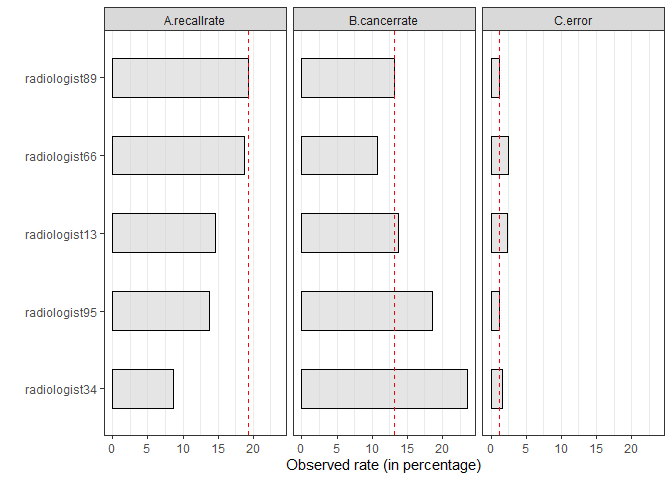 A.recallrate B.cancerrate C.error
radiologist89
radiologist66
radiologist13
radiologist95
radiologist34
0 5 10 15 20 0 5 10 15 20 0 5 10 15 20
Observed rate (in percentage)